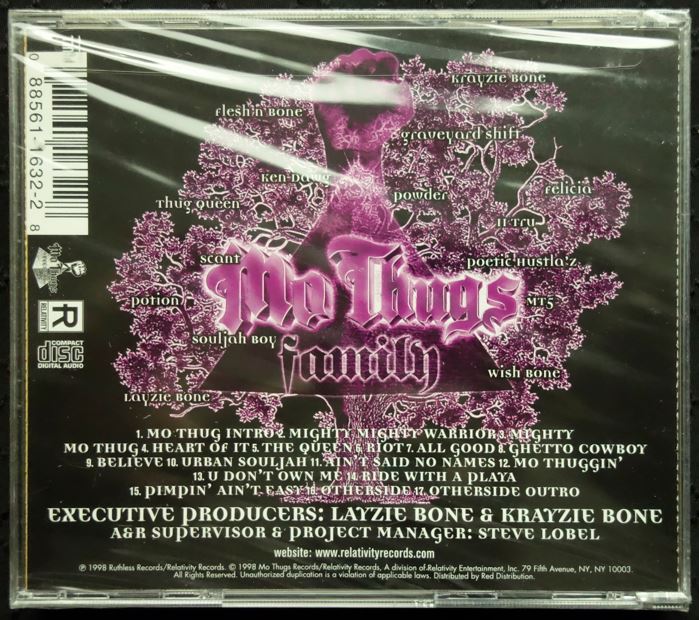 Krayzie Bone
Flesh'n'Bone
Graveyard Shift
Ken-Dawg
Powder
Felicia
Thug Queen
II Tru
Scant
Poetic Hustla'z
Mo Thugs
Potion
MT5
Souljah Boy
Family
Wish Bone
Layzie Bone
0 88561-1632-2 8
Mo Thugs
R
RELATIVITY
COMPACT
disc
DIGITAL AUDIO
1. MO THUG INTRO 2. MIGHTY MIGHTY WARRIOR 3. MIGHTY
MO THUG 4. HEART OF IT 5. THE QUEEN 6. RIOT 7. ALL GOOD 8. GHETTO COWBOY
9. BELIEVE 10. URBAN SOULJAH 11. AIN'T SAID NO NAMES 12. MO THUGGIN'
13. U DON'T OWN ME 14. RIDE WITH A PLAYA
15. PIMPIN' AIN'T EASY 16. OTHERSIDE 17. OTHERSIDE OUTRO
EXECUTIVE PRODUCERS: LAYZIE BONE & KRAYZIE BONE
A&R SUPERVISOR & PROJECT MANAGER: STEVE LOBEL
website: www.relativityrecords.com
℗ 1998 Ruthless Records/Relativity Records. © 1998 Mo Thugs Records/Relativity Records, A division of Relativity Entertainment, Inc. 79 Fifth Avenue, NY, NY 10003.
All Rights Reserved. Unauthorized duplication is a violation of applicable laws. Distributed by Red Distribution.